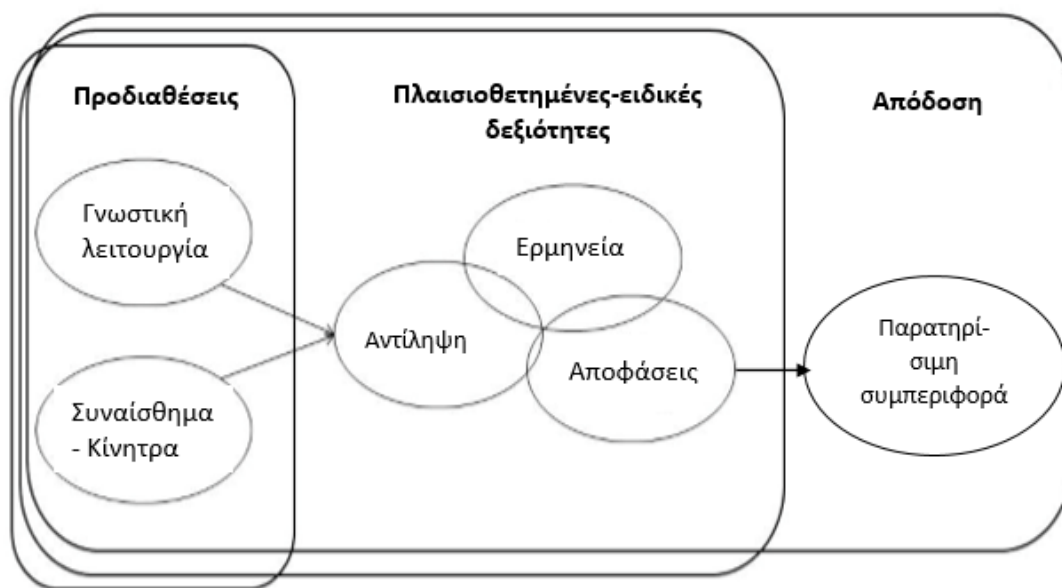 Προδιαθέσεις
Πλαισιοθετημένες-ειδικές
δεξιότητες
Απόδοση
Γνωστική
λειτουργία
Συναίσθημα
- Κίνητρα
Αντίληψη
Ερμηνεία
Αποφάσεις
Παρατηρί-
σιμη
συμπεριφορά